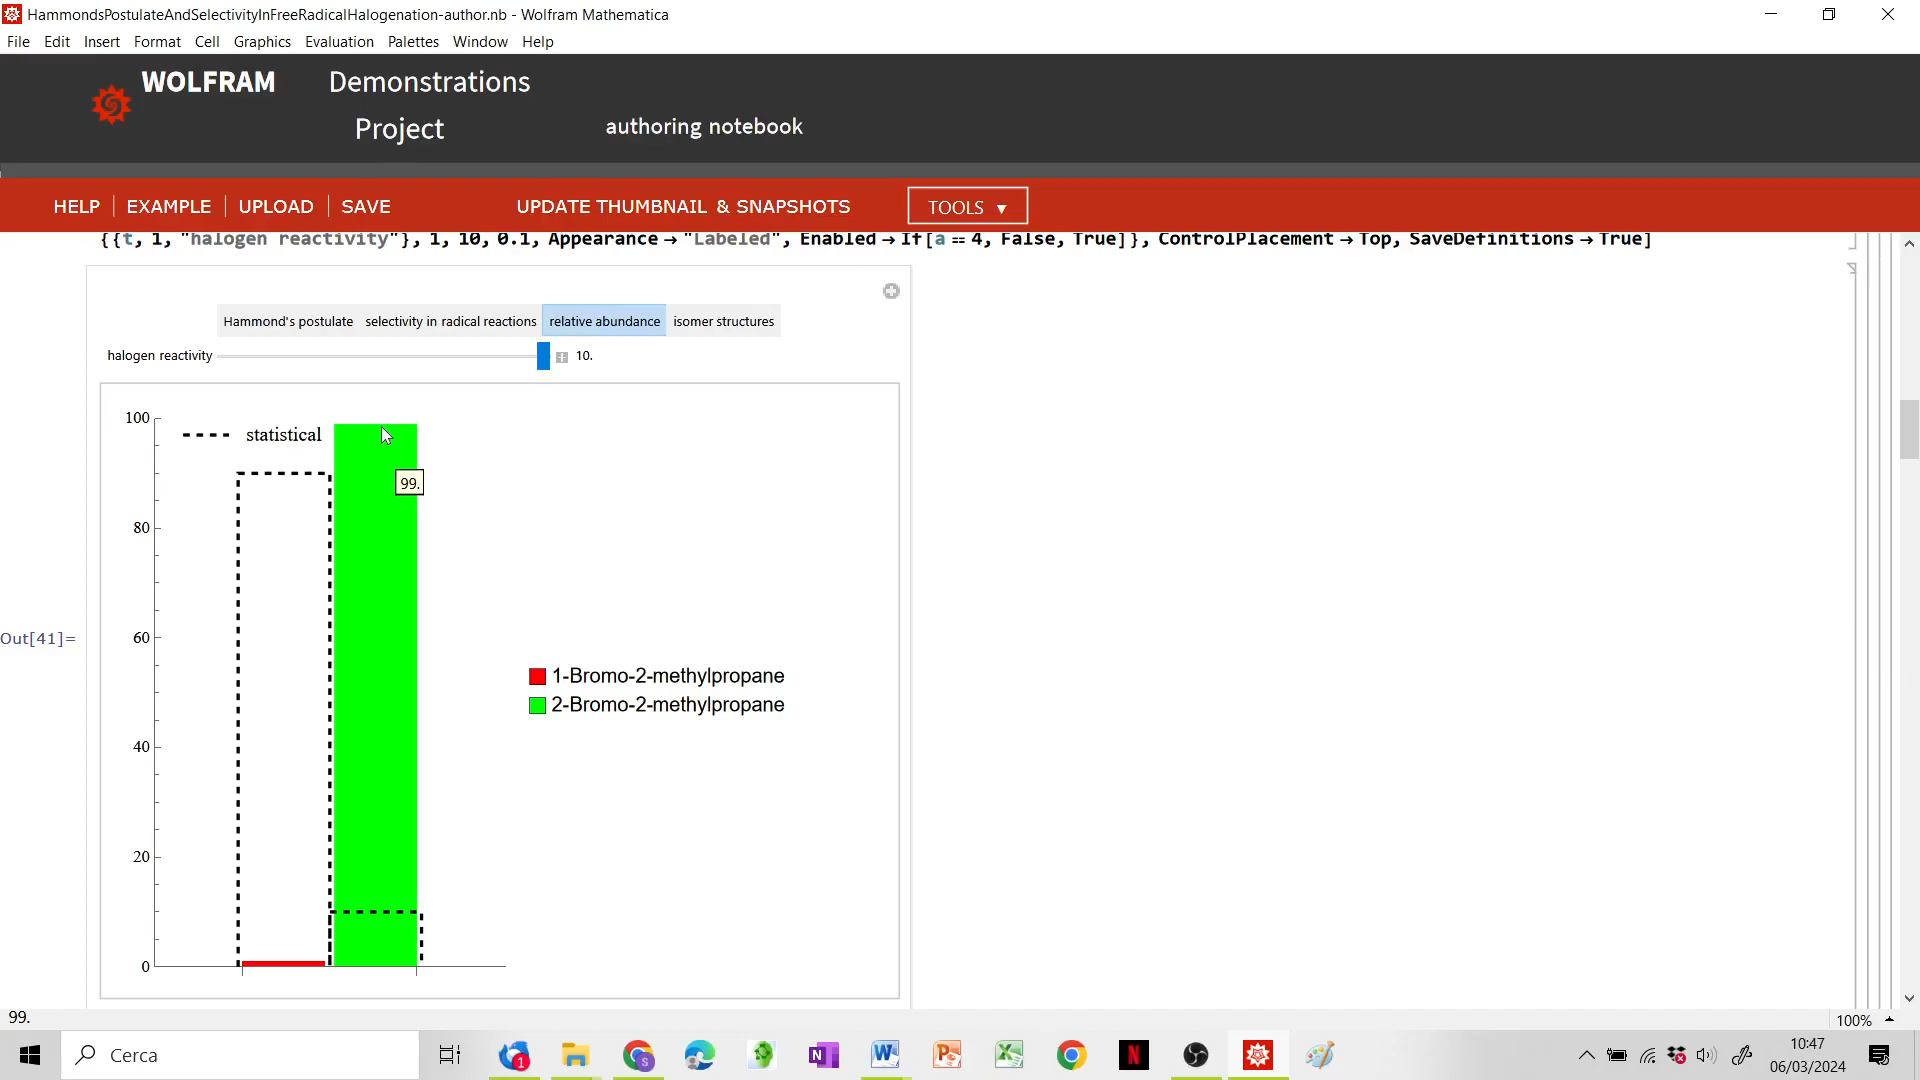 HammondsPostulateAndSelectivityInFreeRadicalHalogenation-author.nb - Wolfram Mathematica
File Edit Insert Format Cell Graphics Evaluation Palettes Window Help
WOLFRAM Demonstrations
Project authoring notebook
HELP EXAMPLE UPLOAD SAVE UPDATE THUMBNAIL & SNAPSHOTS TOOLS ▼
{{t, 1, "halogen reactivity"}, 1, 10, 0.1, Appearance → "Labeled", Enabled → If[a == 4, False, True]}, ControlPlacement → Top, SaveDefinitions → True]
Hammond's postulate selectivity in radical reactions relative abundance isomer structures
halogen reactivity 10.
100
statistical
99.
80
60
Out[41]=
1-Bromo-2-methylpropane
2-Bromo-2-methylpropane
40
20
0
99.
100%
Cerca
1
10:47
06/03/2024